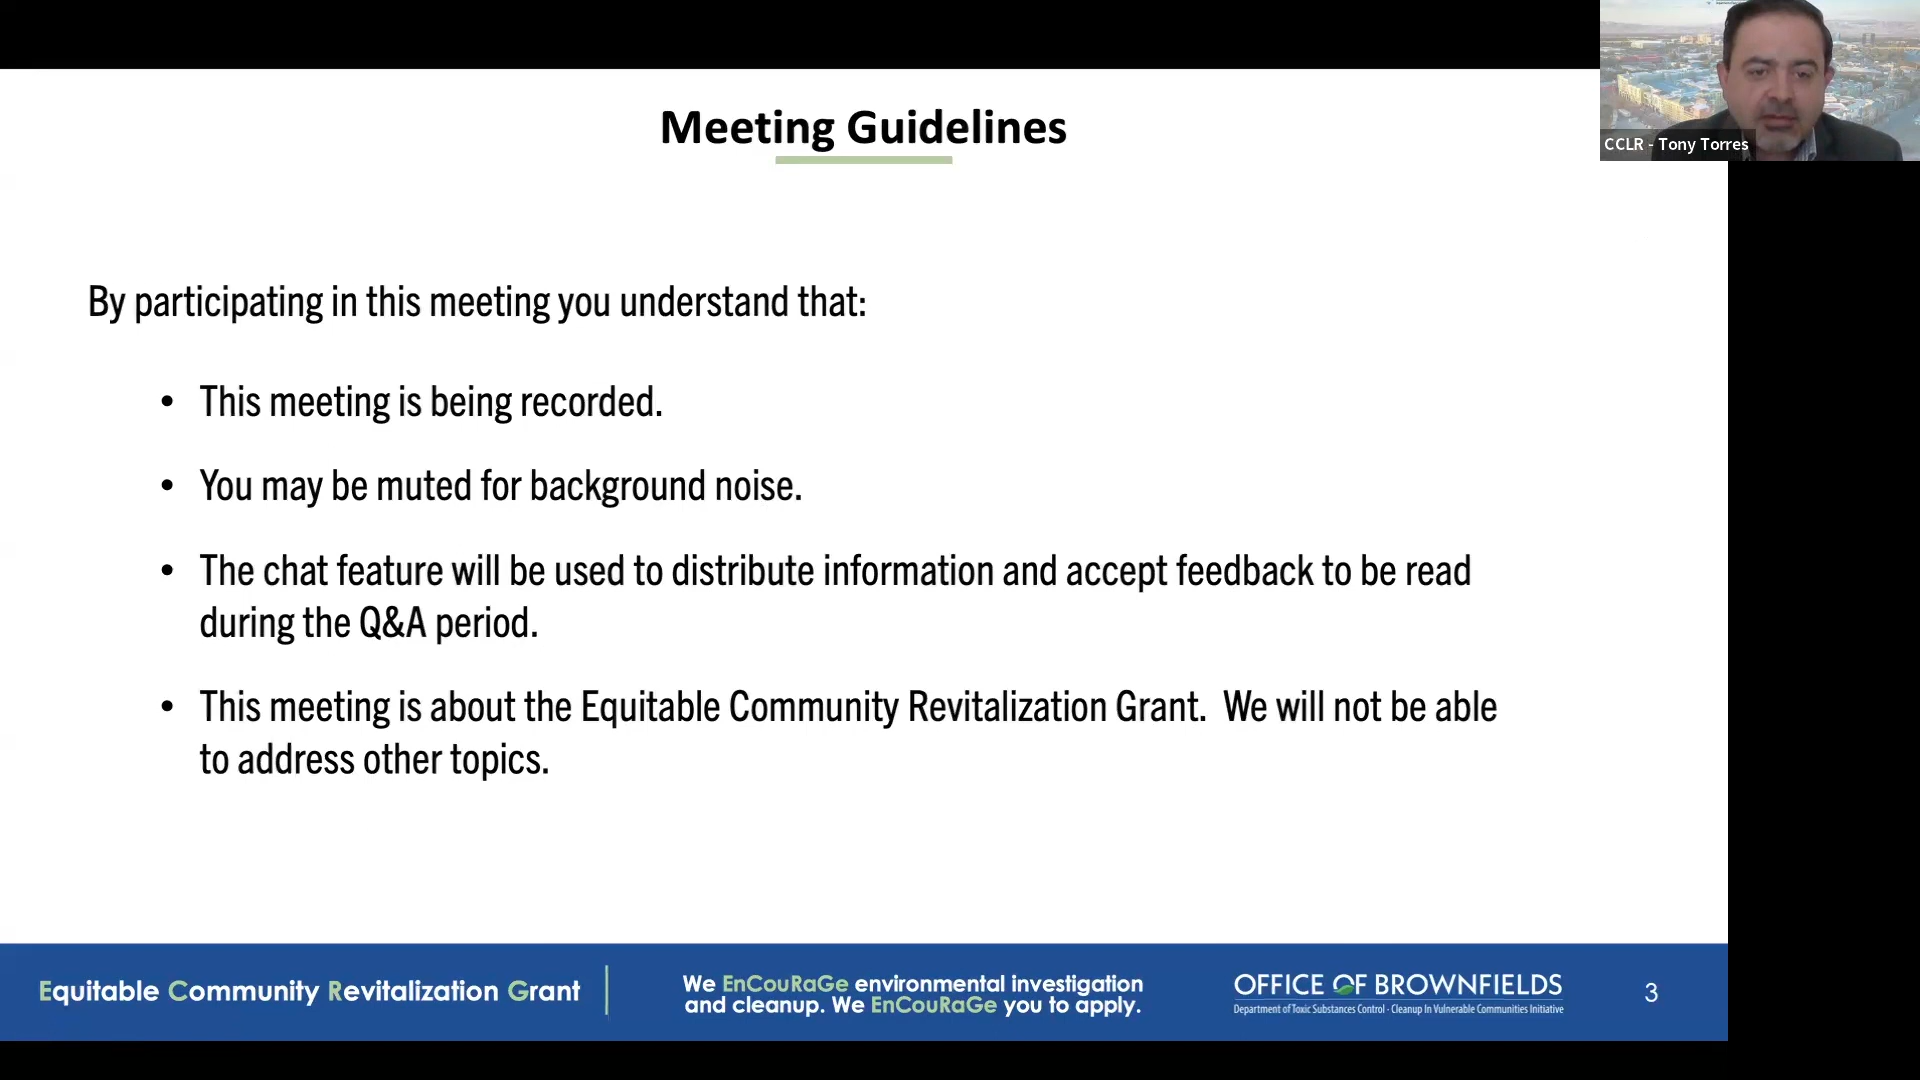 Meeting Guidelines
CCLR - Tony Torres
By participating in this meeting you understand that:
• This meeting is being recorded.
• You may be muted for background noise.
• The chat feature will be used to distribute information and accept feedback to be read
during the Q&A period.
• This meeting is about the Equitable Community Revitalization Grant. We will not be able
to address other topics.
Equitable Community Revitalization Grant
We EnCouRaGe environmental investigation
and cleanup. We EnCouRaGe you to apply.
OFFICE OF BROWNFIELDS
Department of Toxic Substances Control - Cleanup In Vulnerable Communities Initiative
3